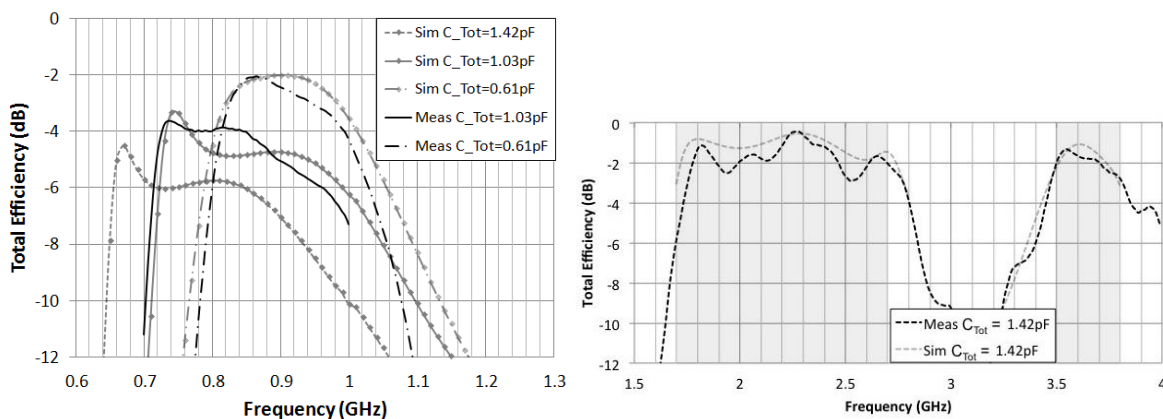 0
-2
-4
-6
-8
-10
-12
Total Efficiency (dB)
Sim C_Tot=1.42pF
Sim C_Tot=1.03pF
Sim C_Tot=0.61pF
Meas C_Tot=1.03pF
Meas C_Tot=0.61pF
0.6 0.7 0.8 0.9 1 1.1 1.2 1.3
Frequency (GHz)
0
-2
-4
-6
-8
-10
-12
Total Efficiency (dB)
Meas CTot = 1.42pF
Sim CTot = 1.42pF
1.5 2 2.5 3 3.5 4
Frequency (GHz)